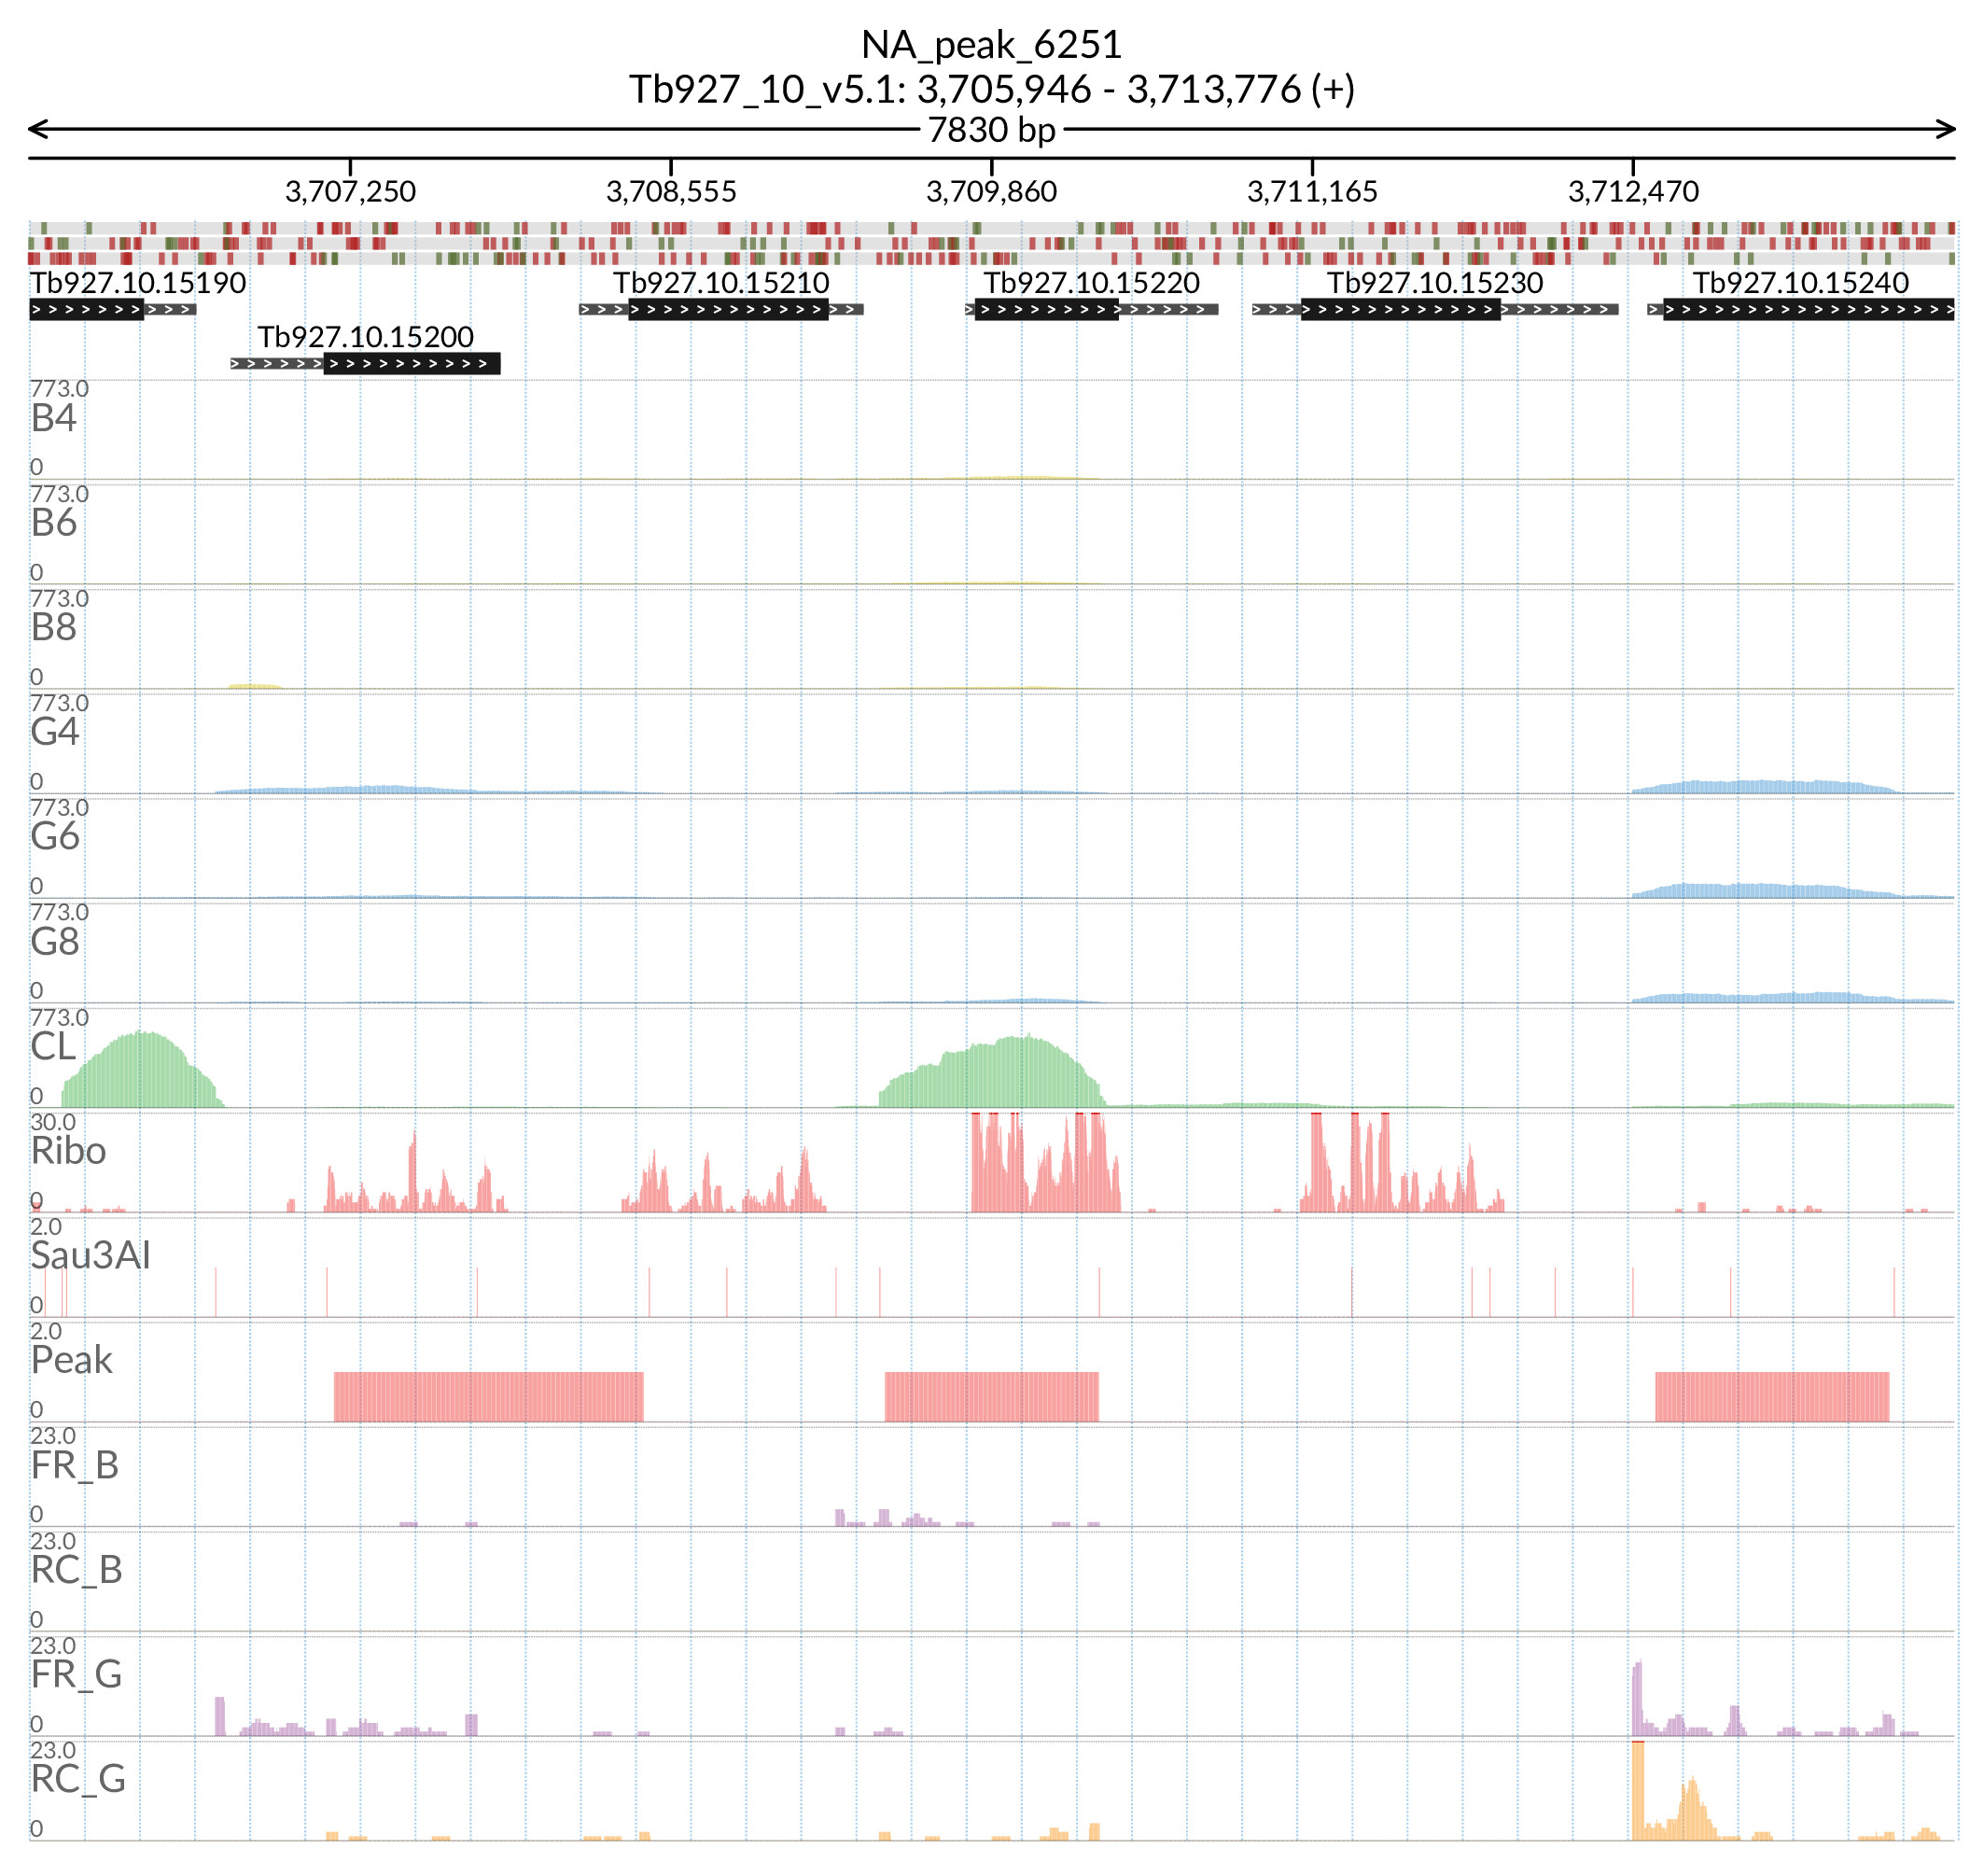 NA_peak_6251
Tb927_10_v5.1: 3,705,946 - 3,713,776 (+)
7830 bp
3,707,250 3,708,555 3,709,860 3,711,165 3,712,470
Tb927.10.15190 Tb927.10.15210 Tb927.10.15220 Tb927.10.15230 Tb927.10.15240
Tb927.10.15200
773.0
B4
0
773.0
B6
0
773.0
B8
0
773.0
G4
0
773.0
G6
0
773.0
G8
0
773.0
CL
0
30.0
Ribo
0
2.0
Sau3AI
0
2.0
Peak
0
23.0
FR_B
0
23.0
RC_B
0
23.0
FR_G
0
23.0
RC_G
0